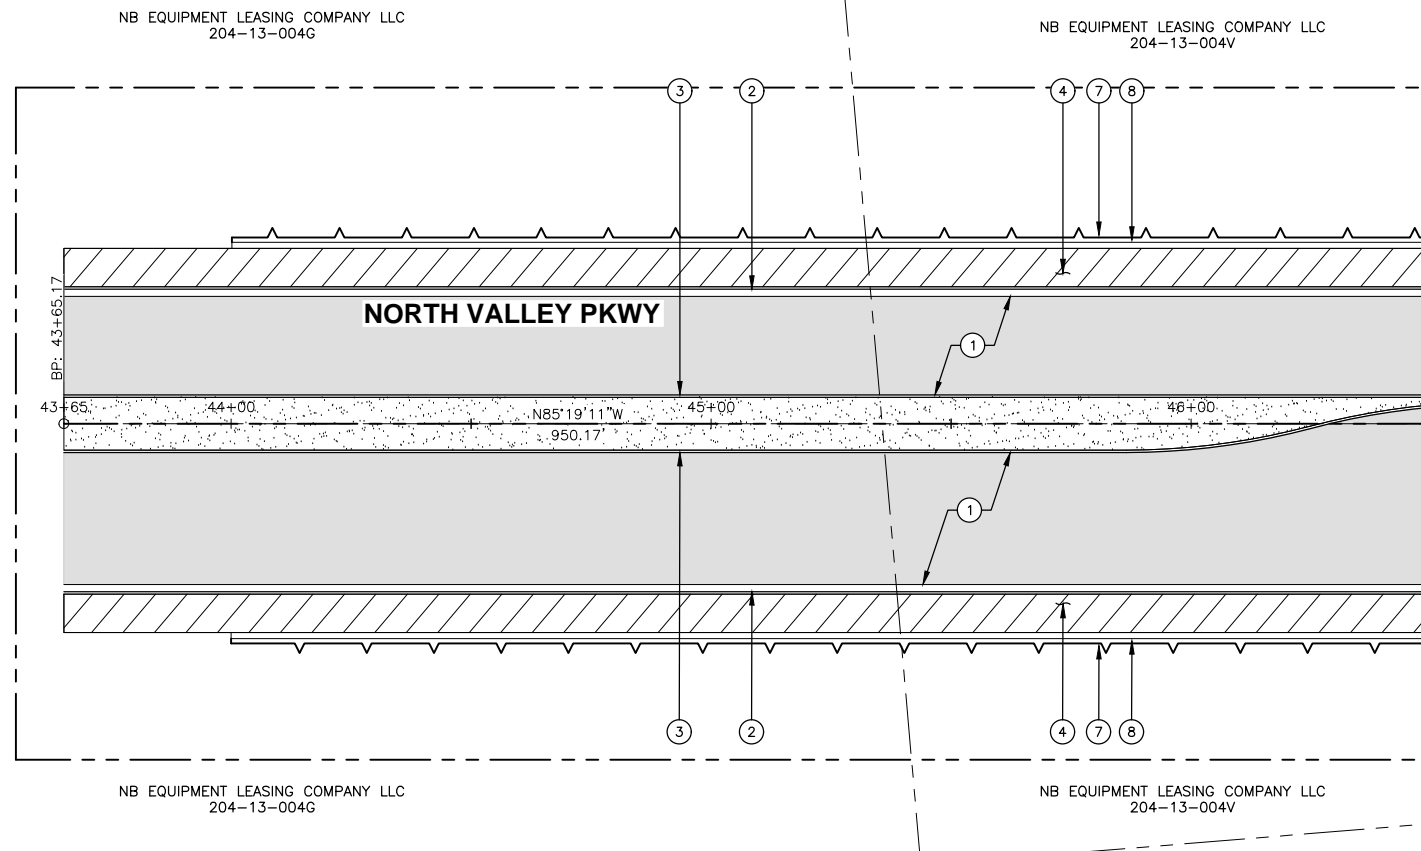 NB EQUIPMENT LEASING COMPANY LLC
204-13-004G
NB EQUIPMENT LEASING COMPANY LLC
204-13-004V
3
2
4
7
8
BP: 43+65.17
NORTH VALLEY PKWY
1
43+65
44+00
N85°19'11"W
950.17'
45+00
46+00
1
3
2
4
7
8
NB EQUIPMENT LEASING COMPANY LLC
204-13-004G
NB EQUIPMENT LEASING COMPANY LLC
204-13-004V